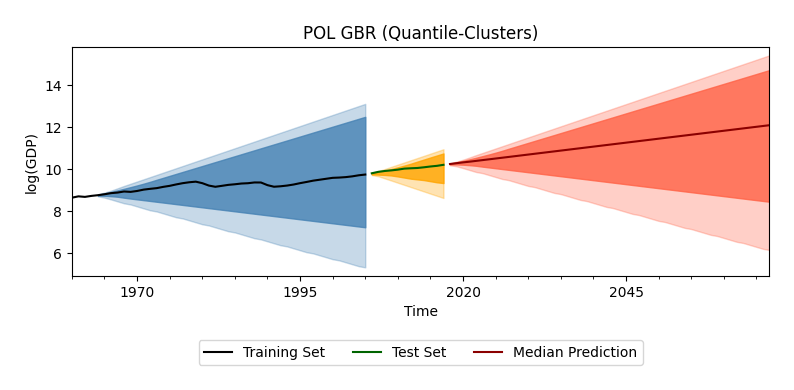 POL GBR (Quantile-Clusters)
14
12
10
8
6
log(GDP)
1970
1995
2020
2045
Time
Training Set
Test Set
Median Prediction